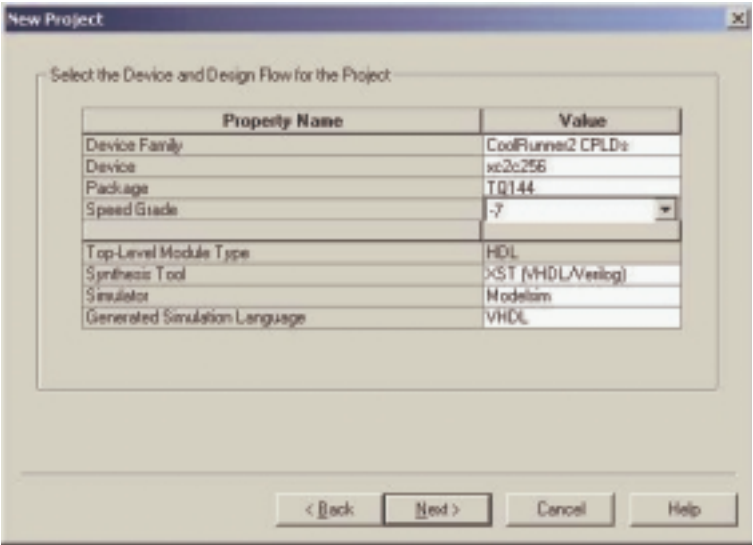 New Project
Select the Device and Design Flow for the Project
Property Name Value
Device Family CoolRunner2 CPLDs
Device xc2c256
Package TQ144
Speed Grade -7
Top-Level Module Type HDL
Synthesis Tool XST (VHDL/Verilog)
Simulator Modelsim
Generated Simulation Language VHDL
< Back Next > Cancel Help